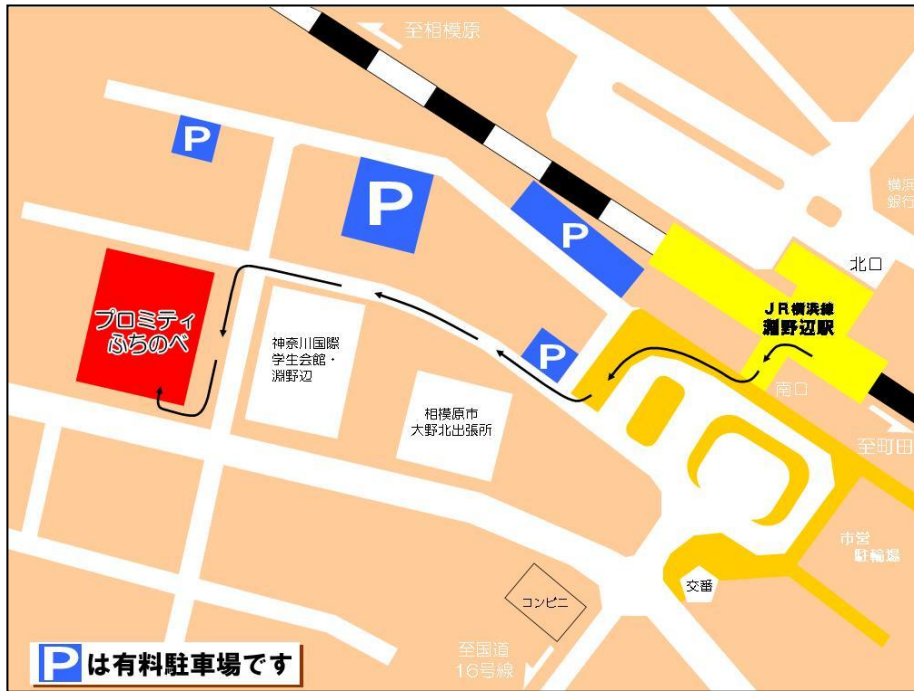 至相模原
P
P
P
横浜
銀行
北口
JR横浜線
淵野辺駅
プロミティ
ふちのべ
神奈川国際
学生会館・
淵野辺
P
南口
相模原市
大野北出張所
至町田
市営
駐輪場
交番
コンビニ
至国道
16号線
Pは有料駐車場です